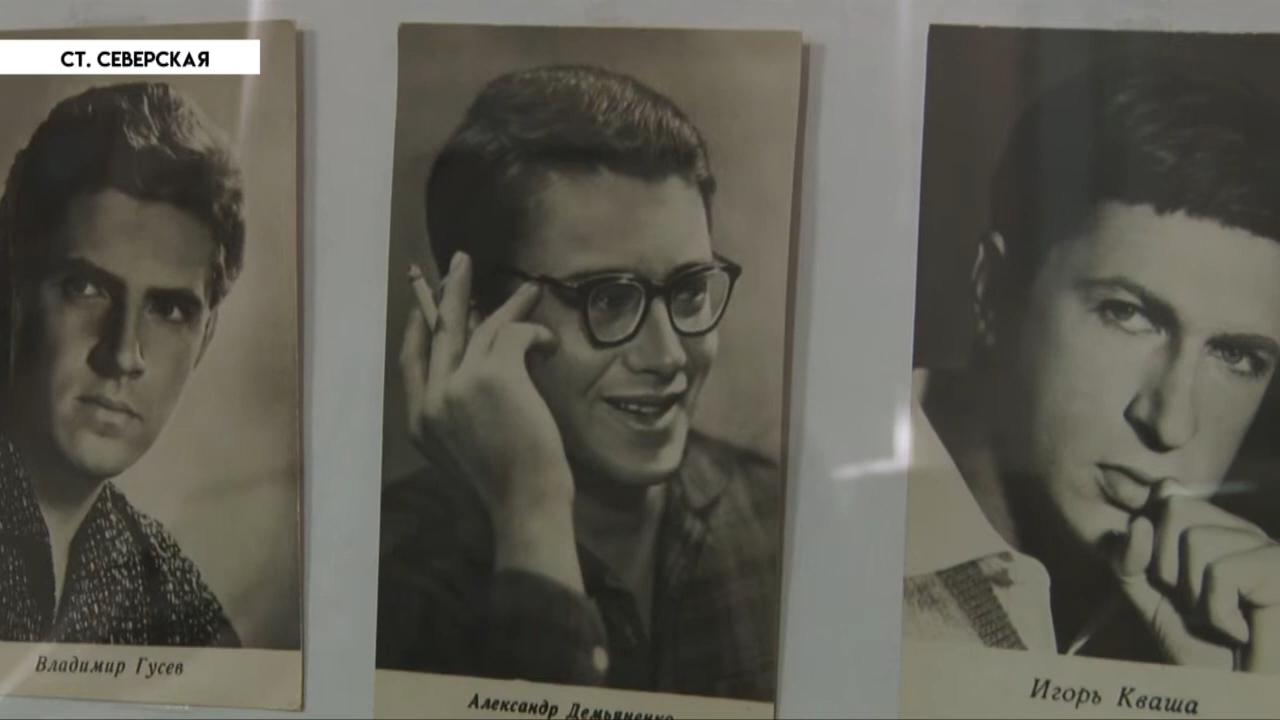 СТ. СЕВЕРСКАЯ
Владимир Гусев
Александр Демьяненко
Игорь Кваша